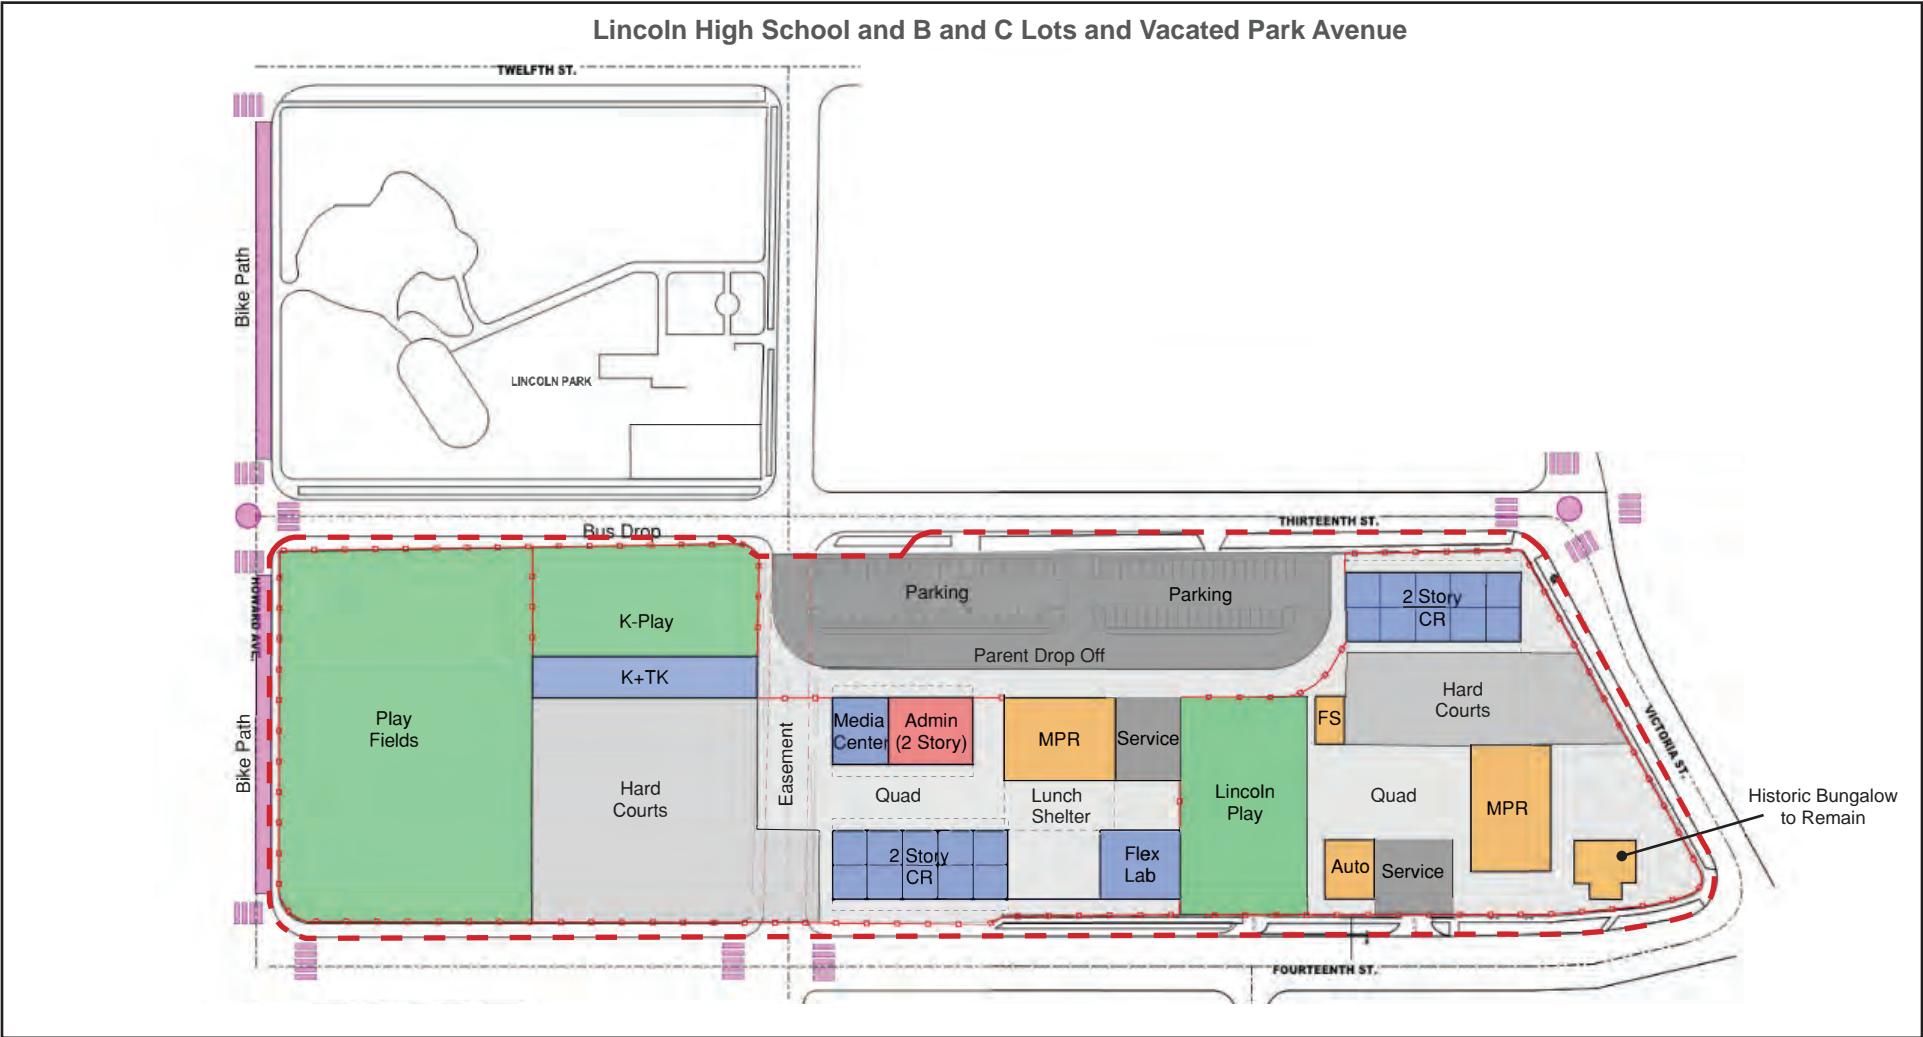 Lincoln High School and B and C Lots and Vacated Park Avenue
TWELFTH ST.
Bike Path
LINCOLN PARK
THIRTEENTH ST.
Bus Drop
HOWARD AVE.
Parking
Parking
2 Story
CR
K-Play
Parent Drop Off
K+TK
Hard
Courts
Play
Fields
Media
Center
Admin
(2 Story)
MPR
Service
FS
VICTORIA ST.
Bike Path
Easement
Hard
Courts
Quad
Lunch
Shelter
Lincoln
Play
Quad
MPR
Historic Bungalow
to Remain
2 Story
CR
Flex
Lab
Auto
Service
FOURTEENTH ST.